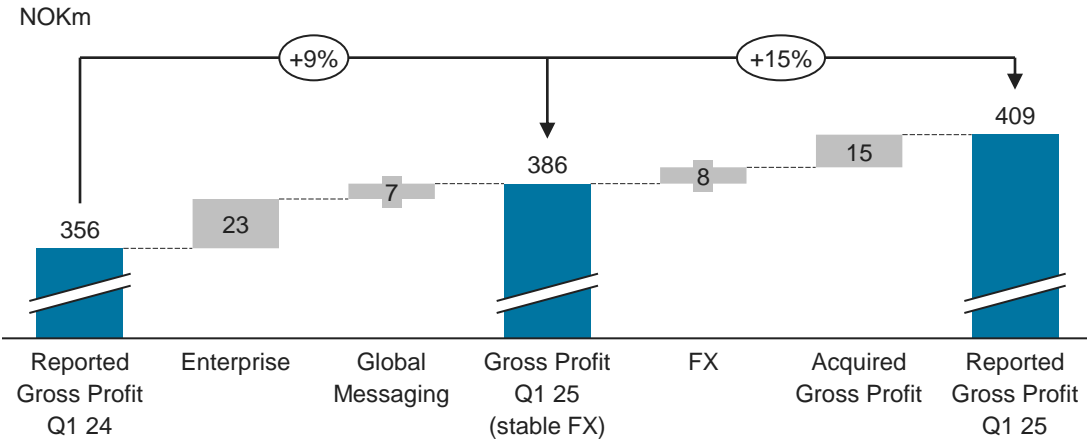 NOKm
+9%
+15%
356
23
7
386
8
15
409
Reported
Gross Profit
Q1 24
Enterprise
Global
Messaging
Gross Profit
Q1 25
(stable FX)
FX
Acquired
Gross Profit
Reported
Gross Profit
Q1 25